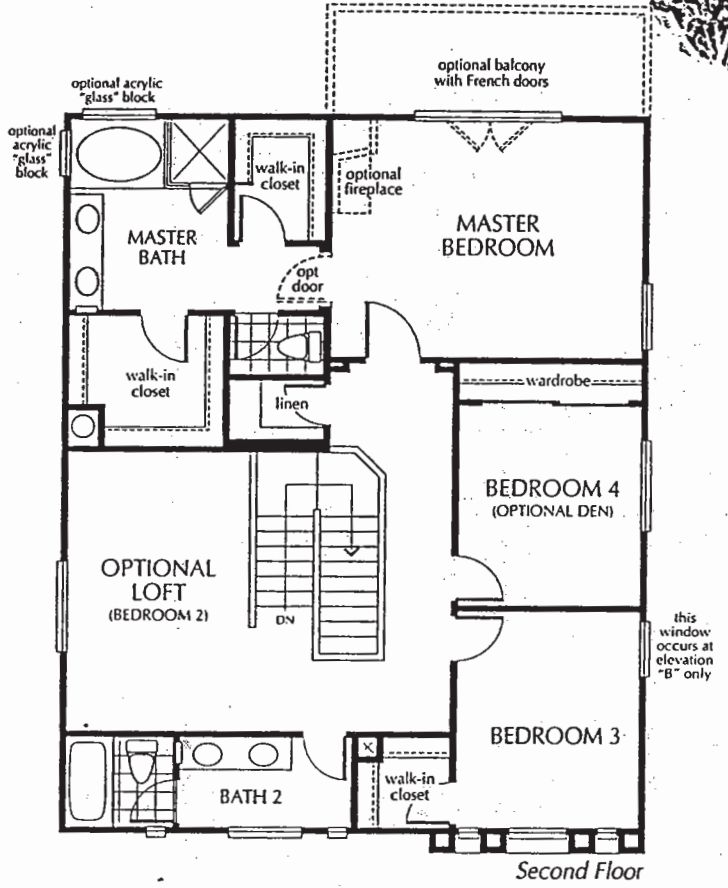 optional balcony
with French doors
optional acrylic
"glass" block
optional
acrylic
"glass"
block
walk-in
closet
optional
fireplace
MASTER
BATH
MASTER
BEDROOM
opt
door
walk-in
closet
linen
wardrobe
BEDROOM 4
(OPTIONAL DEN)
OPTIONAL
LOFT
(BEDROOM 2)
DN
this
window
occurs at
elevation
"B" only
BEDROOM 3
BATH 2
walk-in
closet
Second Floor